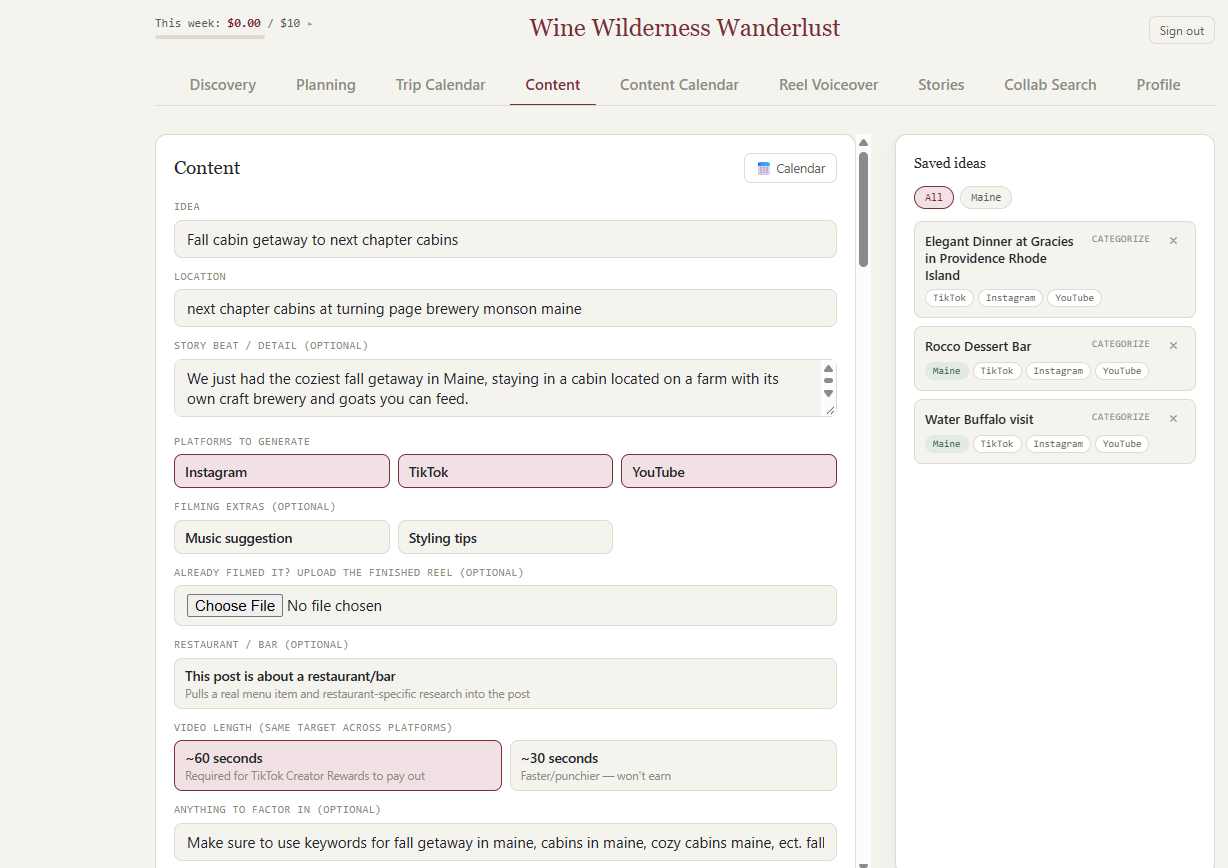 This week: $0.00 / $10 ▸
Wine Wilderness Wanderlust
Sign out
Discovery
Planning
Trip Calendar
Content
Content Calendar
Reel Voiceover
Stories
Collab Search
Profile
Content
Calendar
IDEA
Fall cabin getaway to next chapter cabins
LOCATION
next chapter cabins at turning page brewery monson maine
STORY BEAT / DETAIL (OPTIONAL)
We just had the coziest fall getaway in Maine, staying in a cabin located on a farm with its
own craft brewery and goats you can feed.
PLATFORMS TO GENERATE
Instagram
TikTok
YouTube
FILMING EXTRAS (OPTIONAL)
Music suggestion
Styling tips
ALREADY FILMED IT? UPLOAD THE FINISHED REEL (OPTIONAL)
Choose File No file chosen
RESTAURANT / BAR (OPTIONAL)
This post is about a restaurant/bar
Pulls a real menu item and restaurant-specific research into the post
VIDEO LENGTH (SAME TARGET ACROSS PLATFORMS)
~60 seconds
Required for TikTok Creator Rewards to pay out
~30 seconds
Faster/punchier — won't earn
ANYTHING TO FACTOR IN (OPTIONAL)
Make sure to use keywords for fall getaway in maine, cabins in maine, cozy cabins maine, ect. fall
Saved ideas
All
Maine
Elegant Dinner at Gracies
in Providence Rhode
Island
CATEGORIZE
×
TikTok
Instagram
YouTube
Rocco Dessert Bar
CATEGORIZE
×
Maine
TikTok
Instagram
YouTube
Water Buffalo visit
CATEGORIZE
×
Maine
TikTok
Instagram
YouTube